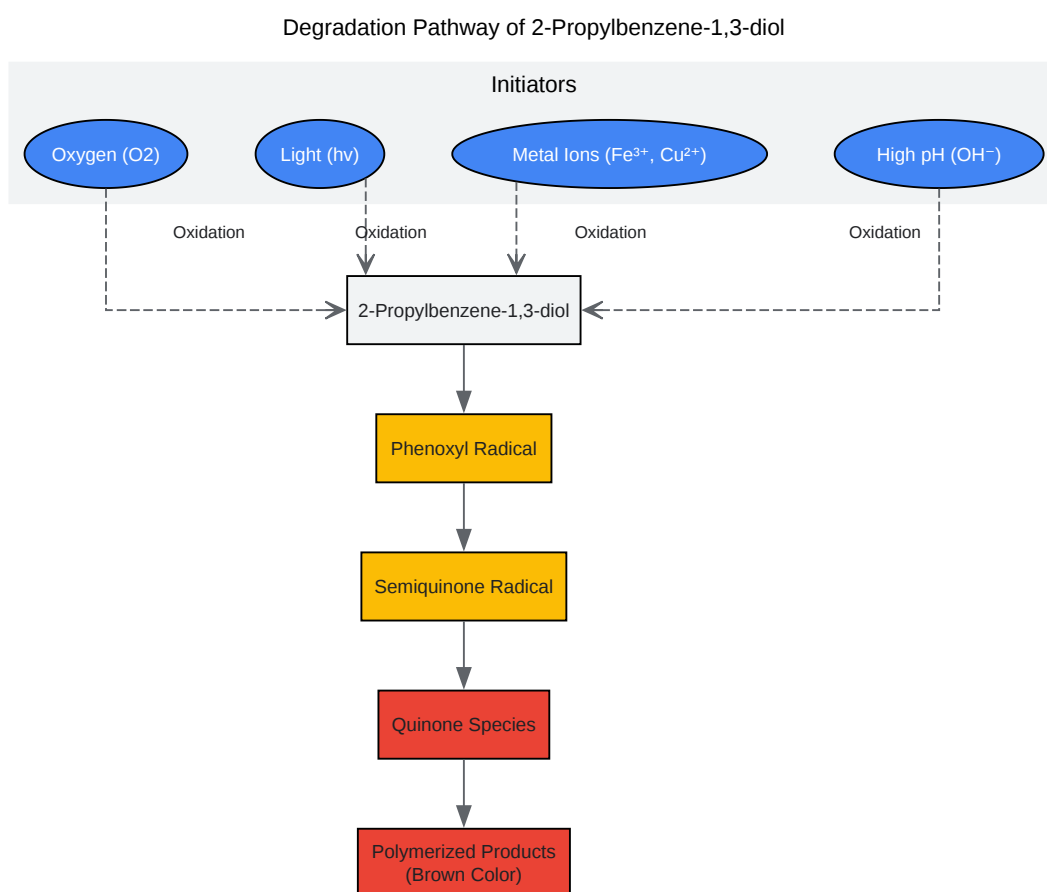 Degradation Pathway of 2-Propylbenzene-1,3-diol
Initiators
Oxygen (O2)
Light (hv)
Metal Ions (Fe³⁺, Cu²⁺)
High pH (OH⁻)
Oxidation
Oxidation
Oxidation
Oxidation
2-Propylbenzene-1,3-diol
Phenoxyl Radical
Semiquinone Radical
Quinone Species
Polymerized Products
(Brown Color)